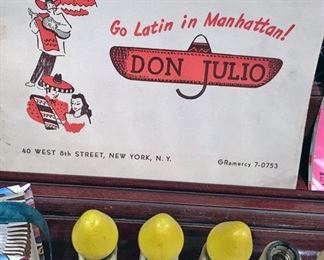 Go Latin in Manhattan!
DON JULIO
40 WEST 8th STREET, NEW YORK, N. Y.
GRamercy 7-0753